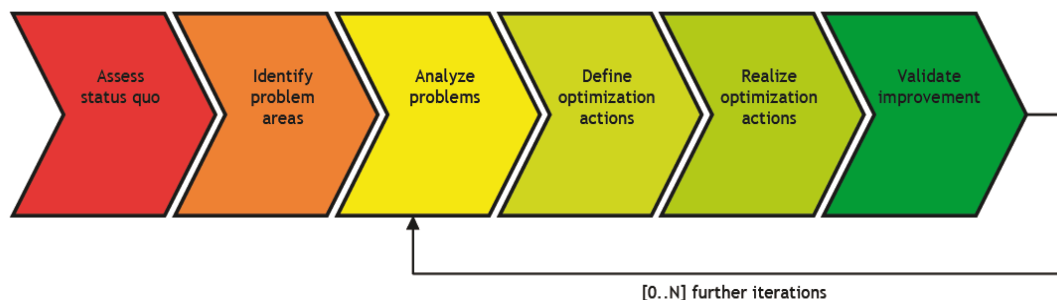 Assess
status quo
Identify
problem
areas
Analyze
problems
Define
optimization
actions
Realize
optimization
actions
Validate
improvement
[0..N] further iterations